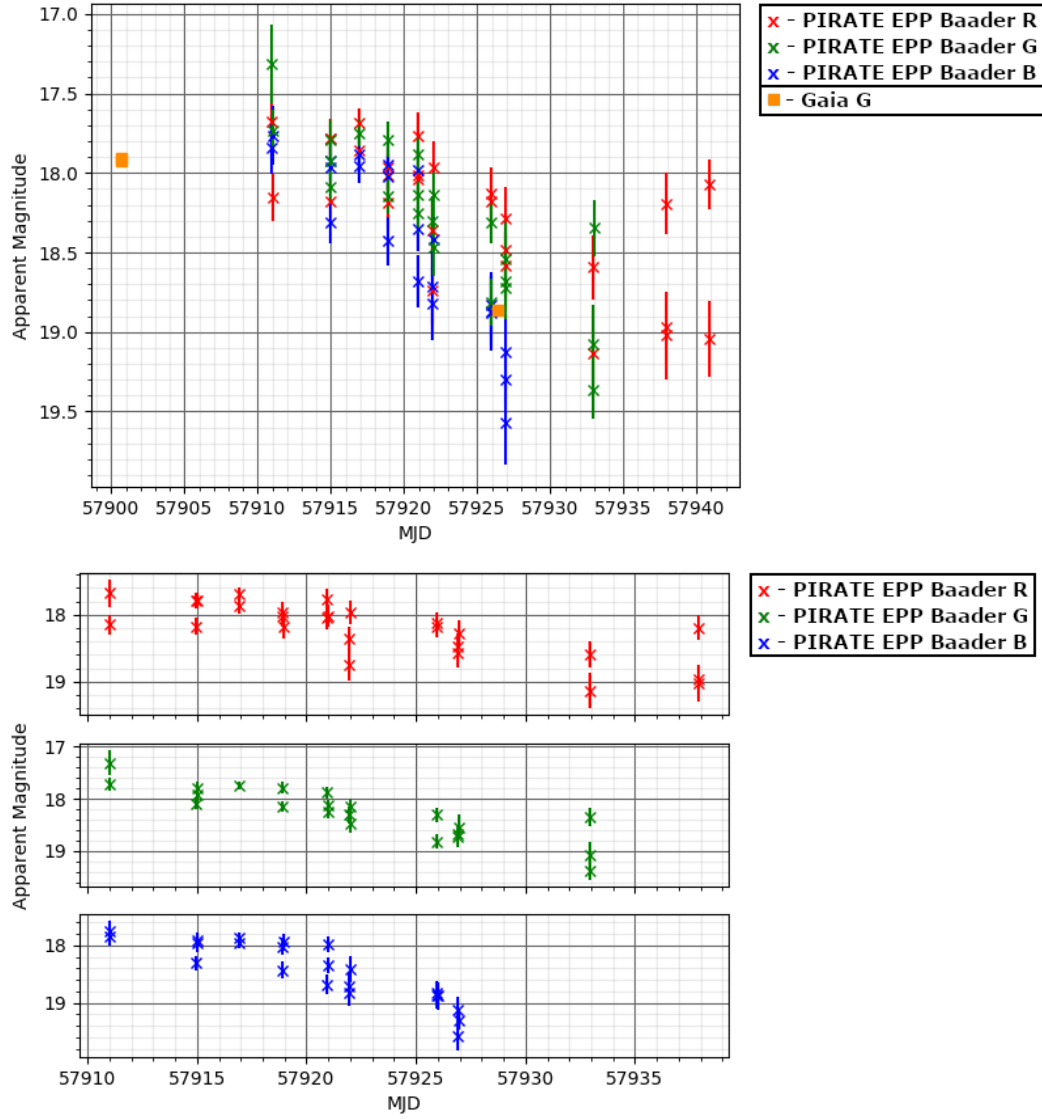 17.0
17.5
18.0
18.5
19.0
19.5
Apparent Magnitude
57900 57905 57910 57915 57920 57925 57930 57935 57940
MJD
x - PIRATE EPP Baader R
x - PIRATE EPP Baader G
x - PIRATE EPP Baader B
- Gaia G
18
19
17
18
19
18
19
Apparent Magnitude
57910 57915 57920 57925 57930 57935
MJD
x - PIRATE EPP Baader R
x - PIRATE EPP Baader G
x - PIRATE EPP Baader B